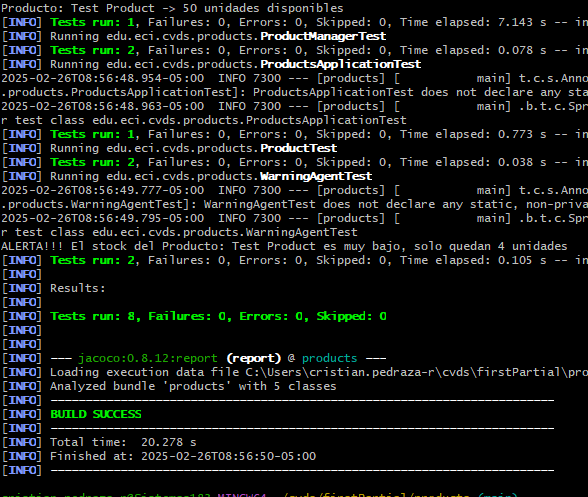 Producto: Test Product -> 50 unidades disponibles
[INFO] Tests run: 1, Failures: 0, Errors: 0, Skipped: 0, Time elapsed: 7.143 s -- in
[INFO] Running edu.eci.cvds.products.ProductManagerTest
[INFO] Tests run: 2, Failures: 0, Errors: 0, Skipped: 0, Time elapsed: 0.078 s -- in
[INFO] Running edu.eci.cvds.products.ProductsApplicationTest
2025-02-26T08:56:48.954-05:00  INFO 7300 --- [products] [           main] t.c.s.Anno
.products.ProductsApplicationTest]: ProductsApplicationTest does not declare any sta
2025-02-26T08:56:48.963-05:00  INFO 7300 --- [products] [           main] .b.t.c.Spr
r test class edu.eci.cvds.products.ProductsApplicationTest
[INFO] Tests run: 1, Failures: 0, Errors: 0, Skipped: 0, Time elapsed: 0.773 s -- in
[INFO] Running edu.eci.cvds.products.ProductTest
[INFO] Tests run: 2, Failures: 0, Errors: 0, Skipped: 0, Time elapsed: 0.038 s -- in
[INFO] Running edu.eci.cvds.products.WarningAgentTest
2025-02-26T08:56:49.777-05:00  INFO 7300 --- [products] [           main] t.c.s.Anno
.products.WarningAgentTest]: WarningAgentTest does not declare any static, non-priva
2025-02-26T08:56:49.795-05:00  INFO 7300 --- [products] [           main] .b.t.c.Spr
r test class edu.eci.cvds.products.WarningAgentTest
ALERTA!!! El stock del Producto: Test Product es muy bajo, solo quedan 4 unidades
[INFO] Tests run: 2, Failures: 0, Errors: 0, Skipped: 0, Time elapsed: 0.105 s -- in
[INFO]
[INFO] Results:
[INFO]
[INFO] Tests run: 8, Failures: 0, Errors: 0, Skipped: 0
[INFO]
[INFO]
[INFO] --- jacoco:0.8.12:report (report) @ products ---
[INFO] Loading execution data file C:\Users\cristian.pedraza-r\cvds\firstPartial\pro
[INFO] Analyzed bundle 'products' with 5 classes
[INFO] ------------------------------------------------------------------------
[INFO] BUILD SUCCESS
[INFO] ------------------------------------------------------------------------
[INFO] Total time:  20.278 s
[INFO] Finished at: 2025-02-26T08:56:50-05:00
[INFO] ------------------------------------------------------------------------